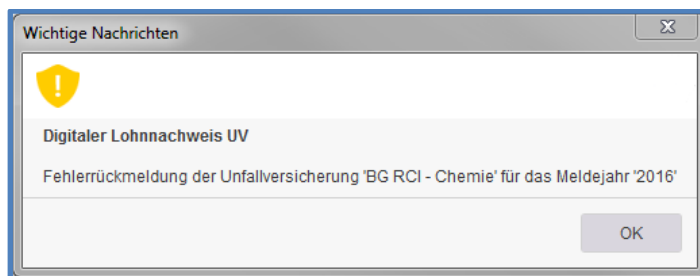 Wichtige Nachrichten
Digitaler Lohnnachweis UV
Fehlerrückmeldung der Unfallversicherung 'BG RCI - Chemie' für das Meldejahr '2016'
OK